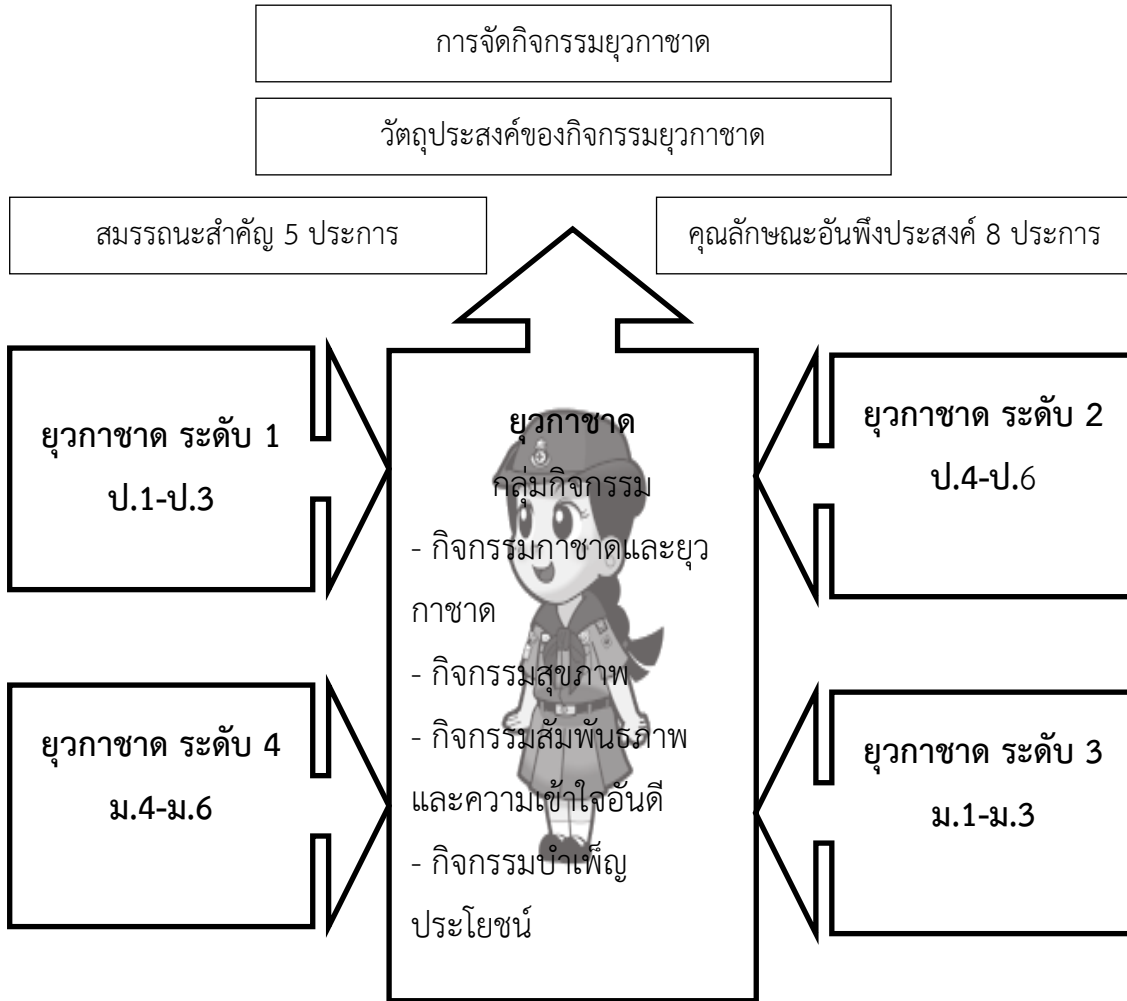 การจัดกิจกรรมยุวกาชาด
วัตถุประสงค์ของกิจกรรมยุวกาชาด
สมรรถนะสำคัญ 5 ประการ
คุณลักษณะอันพึงประสงค์ 8 ประการ
ยุวกาชาด ระดับ 1
ป.1-ป.3
ยุวกาชาด ระดับ 2
ป.4-ป.6
ยุวกาชาด
กลุ่มกิจกรรม
- กิจกรรมกาชาดและยุว
กาชาด
- กิจกรรมสุขภาพ
- กิจกรรมสัมพันธภาพ
และความเข้าใจอันดี
- กิจกรรมบำเพ็ญ
ประโยชน์
ยุวกาชาด ระดับ 4
ม.4-ม.6
ยุวกาชาด ระดับ 3
ม.1-ม.3